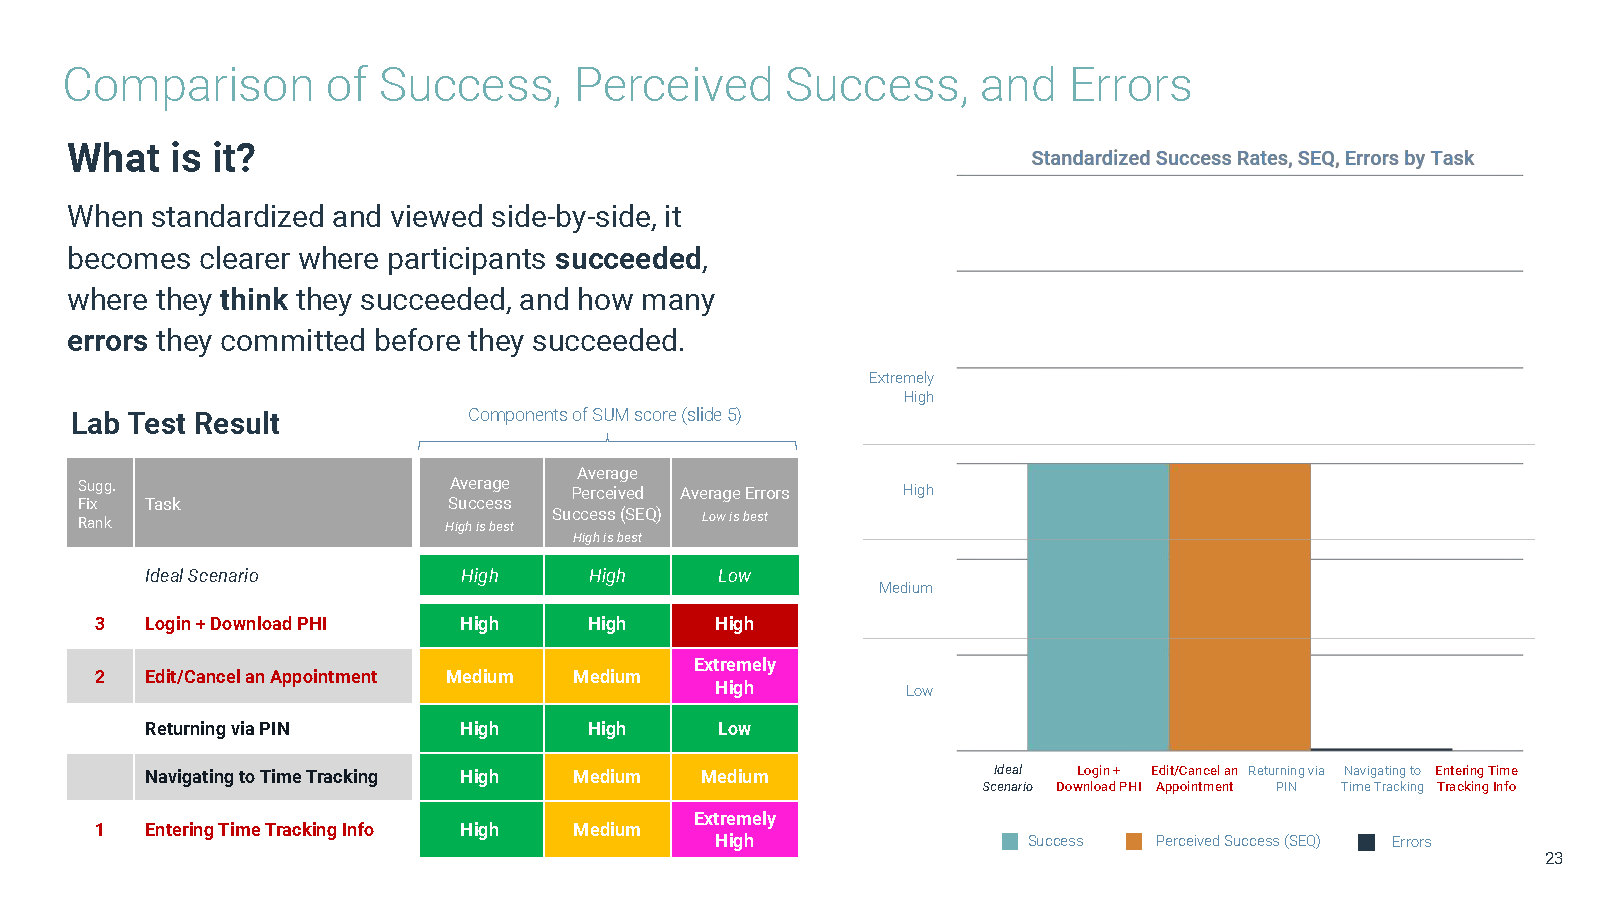 Comparison of Success, Perceived Success, and Errors
What is it?
When standardized and viewed side-by-side, it
becomes clearer where participants succeeded,
where they think they succeeded, and how many
errors they committed before they succeeded.
Lab Test Result
Components of SUM score (slide 5)
Sugg. Fix Rank
Task
Average Success
High is best
Average Perceived Success (SEQ)
High is best
Average Errors
Low is best
Ideal Scenario High High Low
3 Login + Download PHI High High High
2 Edit/Cancel an Appointment Medium Medium Extremely High
Returning via PIN High High Low
Navigating to Time Tracking High Medium Medium
1 Entering Time Tracking Info High Medium Extremely High
Standardized Success Rates, SEQ, Errors by Task
Extremely
High
High
Medium
Low
Ideal Scenario
Login + Download PHI
Edit/Cancel an Appointment
Returning via PIN
Navigating to Time Tracking
Entering Time Tracking Info
Success Perceived Success (SEQ) Errors
23